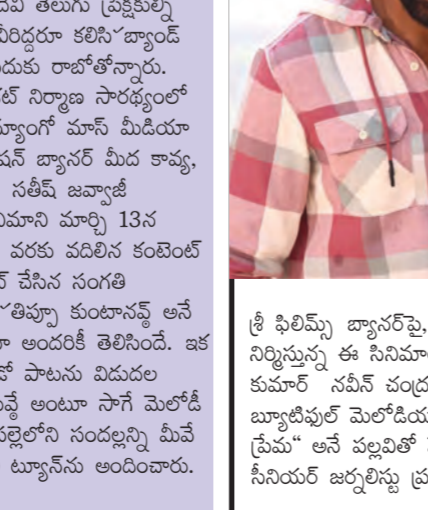 దేవి తెలుగు ప్రేక్షకుల్ని
వీరిద్దరూ కలిసి ‘బ్యాండ్
ందుకు రాబోతోన్నారు.
నిర్మాణ సారథ్యంలో
మ్యాంగో మాస్ మీడియా
షన్ బ్యానర్ మీద కావ్య,
సతీష్ జవ్వాజీ
నిమాని మార్చి 13న
వరకు వదిలిన కంటెంట్
చేసిన సంగతి
‘తిప్పూ కుంటానవ్డ్ అనే
అందరికీ తెలిసిందే. ఇక
పాటను విడుదల
అంటూ సాగే మెలోడీ
పల్లెలోని సందల్లన్ని మీవే
ట్యూన్‌ను అందించారు.
శ్రీ ఫిలిమ్స్ బ్యానర్‌పై,
నిర్మిస్తున్న ఈ సినిమా
కుమార్ నవీన్ చంద్ర
బ్యూటిఫుల్ మెలోడియ
ప్రేమ“ అనే పల్లవితో
సీనియర్ జర్నలిస్టు ప్ర